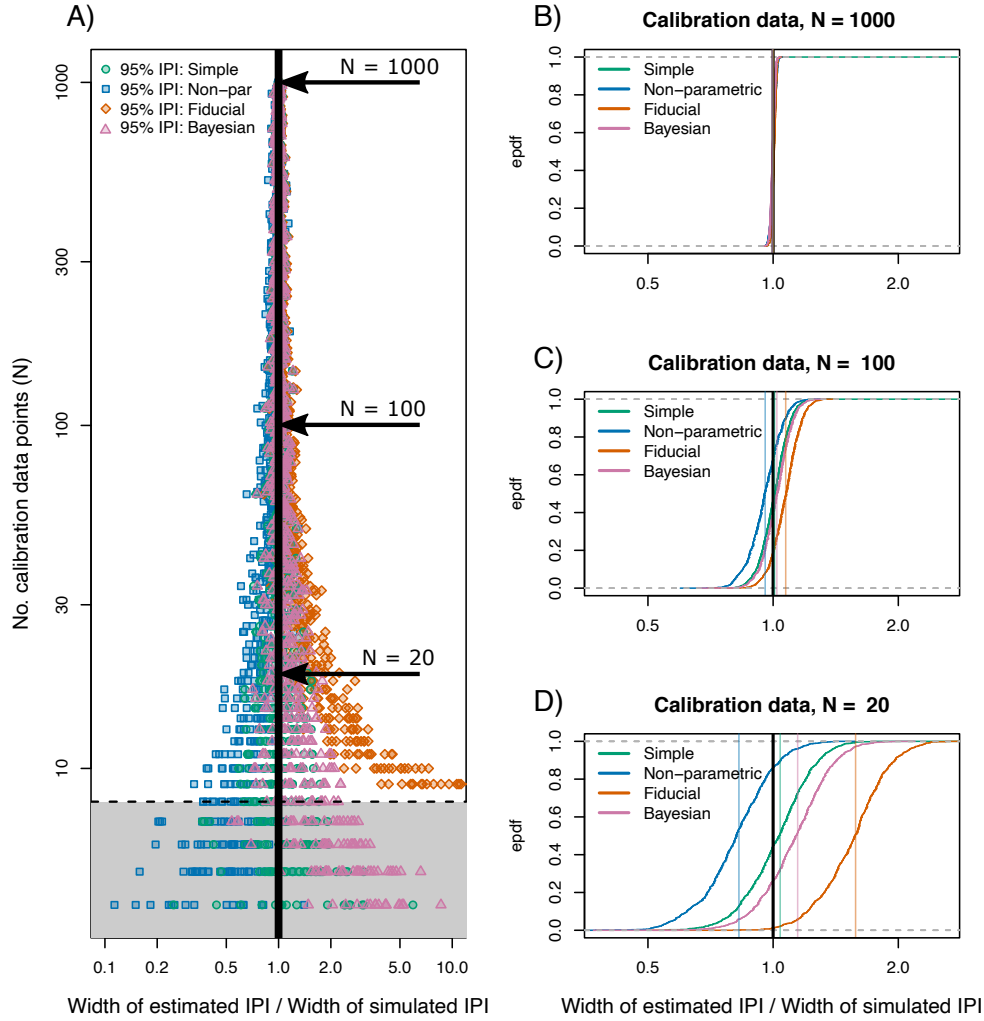 A)
95% IPI: Simple
95% IPI: Non-par
95% IPI: Fiducial
95% IPI: Bayesian
N = 1000
N = 100
N = 20
No. calibration data points (N)
1000
300
100
30
10
0.1
0.2
0.5
1.0
2.0
5.0
10.0
Width of estimated IPI / Width of simulated IPI
B)
Calibration data, N = 1000
Simple
Non-parametric
Fiducial
Bayesian
epdf
1.0
0.8
0.6
0.4
0.2
0.0
0.5
1.0
2.0
C)
Calibration data, N = 100
Simple
Non-parametric
Fiducial
Bayesian
epdf
1.0
0.8
0.6
0.4
0.2
0.0
0.5
1.0
2.0
D)
Calibration data, N = 20
Simple
Non-parametric
Fiducial
Bayesian
epdf
1.0
0.8
0.6
0.4
0.2
0.0
0.5
1.0
2.0
Width of estimated IPI / Width of simulated IPI